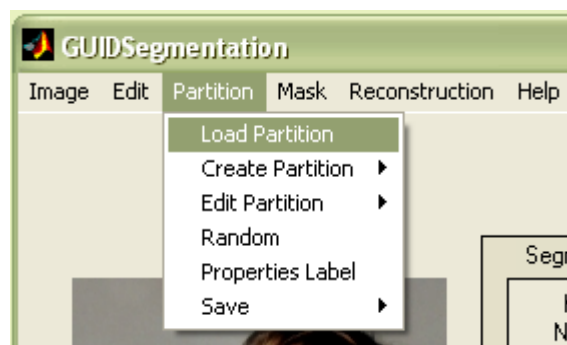 GUIDSegmentation
Image Edit Partition Mask Reconstruction Help
Load Partition
Create Partition
Edit Partition
Random
Properties Label
Save